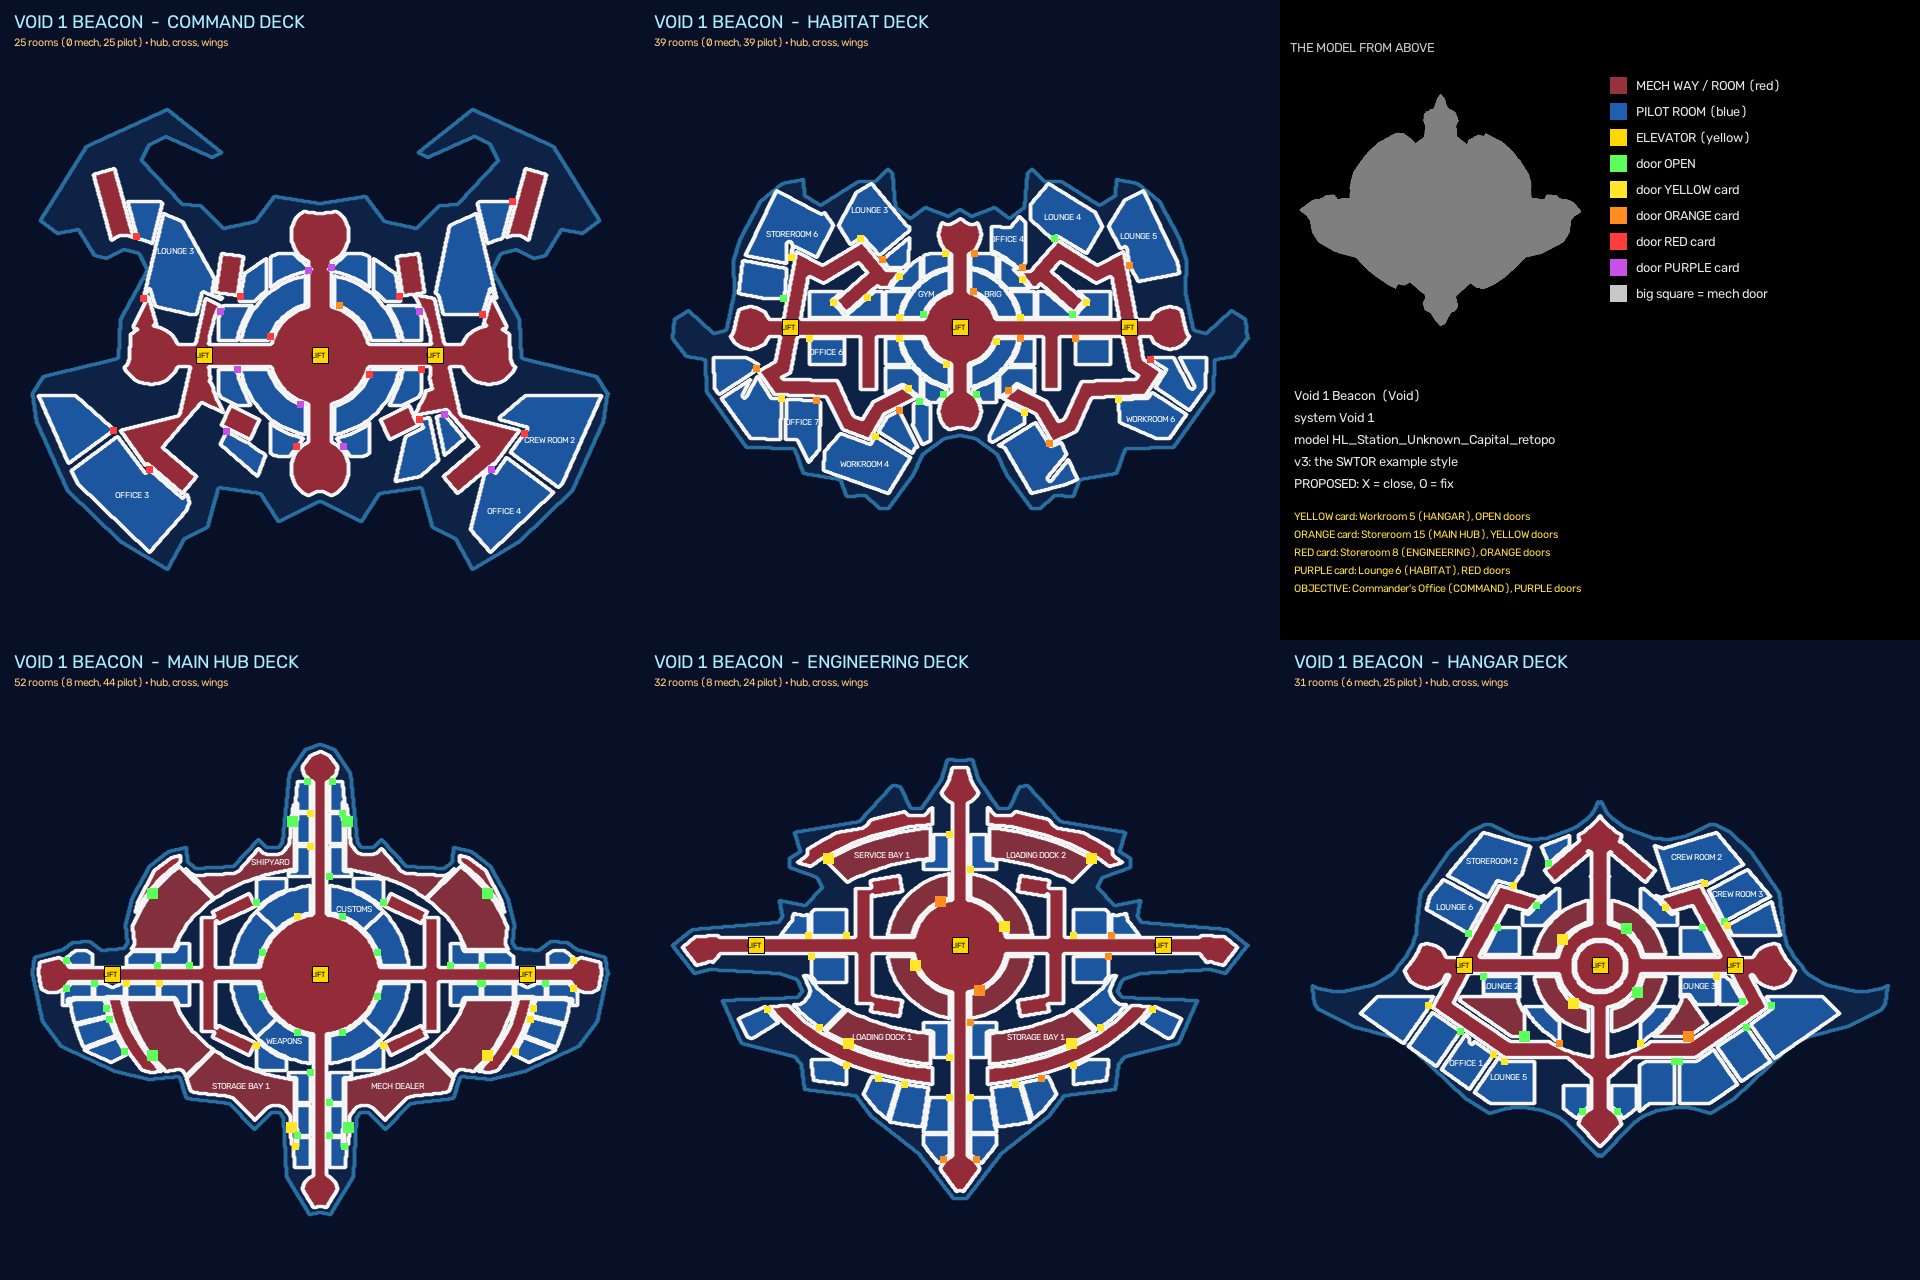 VOID 1 BEACON - COMMAND DECK
25 rooms (0 mech, 25 pilot) • hub, cross, wings
LOUNGE 3
LIFT
LIFT
LIFT
CREW ROOM 2
OFFICE 3
OFFICE 4
VOID 1 BEACON - HABITAT DECK
39 rooms (0 mech, 39 pilot) • hub, cross, wings
LOUNGE 3
LOUNGE 4
STOREROOM 6
OFFICE 4
LOUNGE 5
GYM
BRIG
LIFT
LIFT
LIFT
OFFICE 6
OFFICE 7
WORKROOM 6
WORKROOM 4
THE MODEL FROM ABOVE
MECH WAY / ROOM (red)
PILOT ROOM (blue)
ELEVATOR (yellow)
door OPEN
door YELLOW card
door ORANGE card
door RED card
door PURPLE card
big square = mech door
Void 1 Beacon (Void)
system Void 1
model HL_Station_Unknown_Capital_retopo
v3: the SWTOR example style
PROPOSED: X = close, O = fix
YELLOW card: Workroom 5 (HANGAR), OPEN doors
ORANGE card: Storeroom 15 (MAIN HUB), YELLOW doors
RED card: Storeroom 8 (ENGINEERING), ORANGE doors
PURPLE card: Lounge 6 (HABITAT), RED doors
OBJECTIVE: Commander's Office (COMMAND), PURPLE doors
VOID 1 BEACON - MAIN HUB DECK
52 rooms (8 mech, 44 pilot) • hub, cross, wings
SHIPYARD
CUSTOMS
LIFT
LIFT
LIFT
WEAPONS
STORAGE BAY 1
MECH DEALER
VOID 1 BEACON - ENGINEERING DECK
32 rooms (8 mech, 24 pilot) • hub, cross, wings
SERVICE BAY 1
LOADING DOCK 2
LIFT
LIFT
LIFT
LOADING DOCK 1
STORAGE BAY 1
VOID 1 BEACON - HANGAR DECK
31 rooms (6 mech, 25 pilot) • hub, cross, wings
STOREROOM 2
CREW ROOM 2
CREW ROOM 3
LOUNGE 6
LIFT
LIFT
LIFT
LOUNGE 2
LOUNGE 3
OFFICE 1
LOUNGE 5